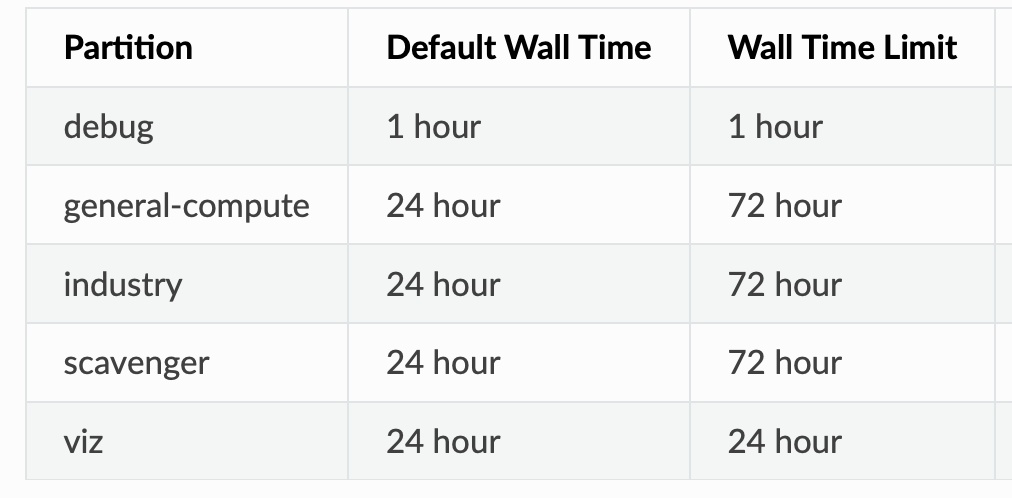 Partition Default Wall Time Wall Time Limit
debug 1 hour 1 hour
general-compute 24 hour 72 hour
industry 24 hour 72 hour
scavenger 24 hour 72 hour
viz 24 hour 24 hour